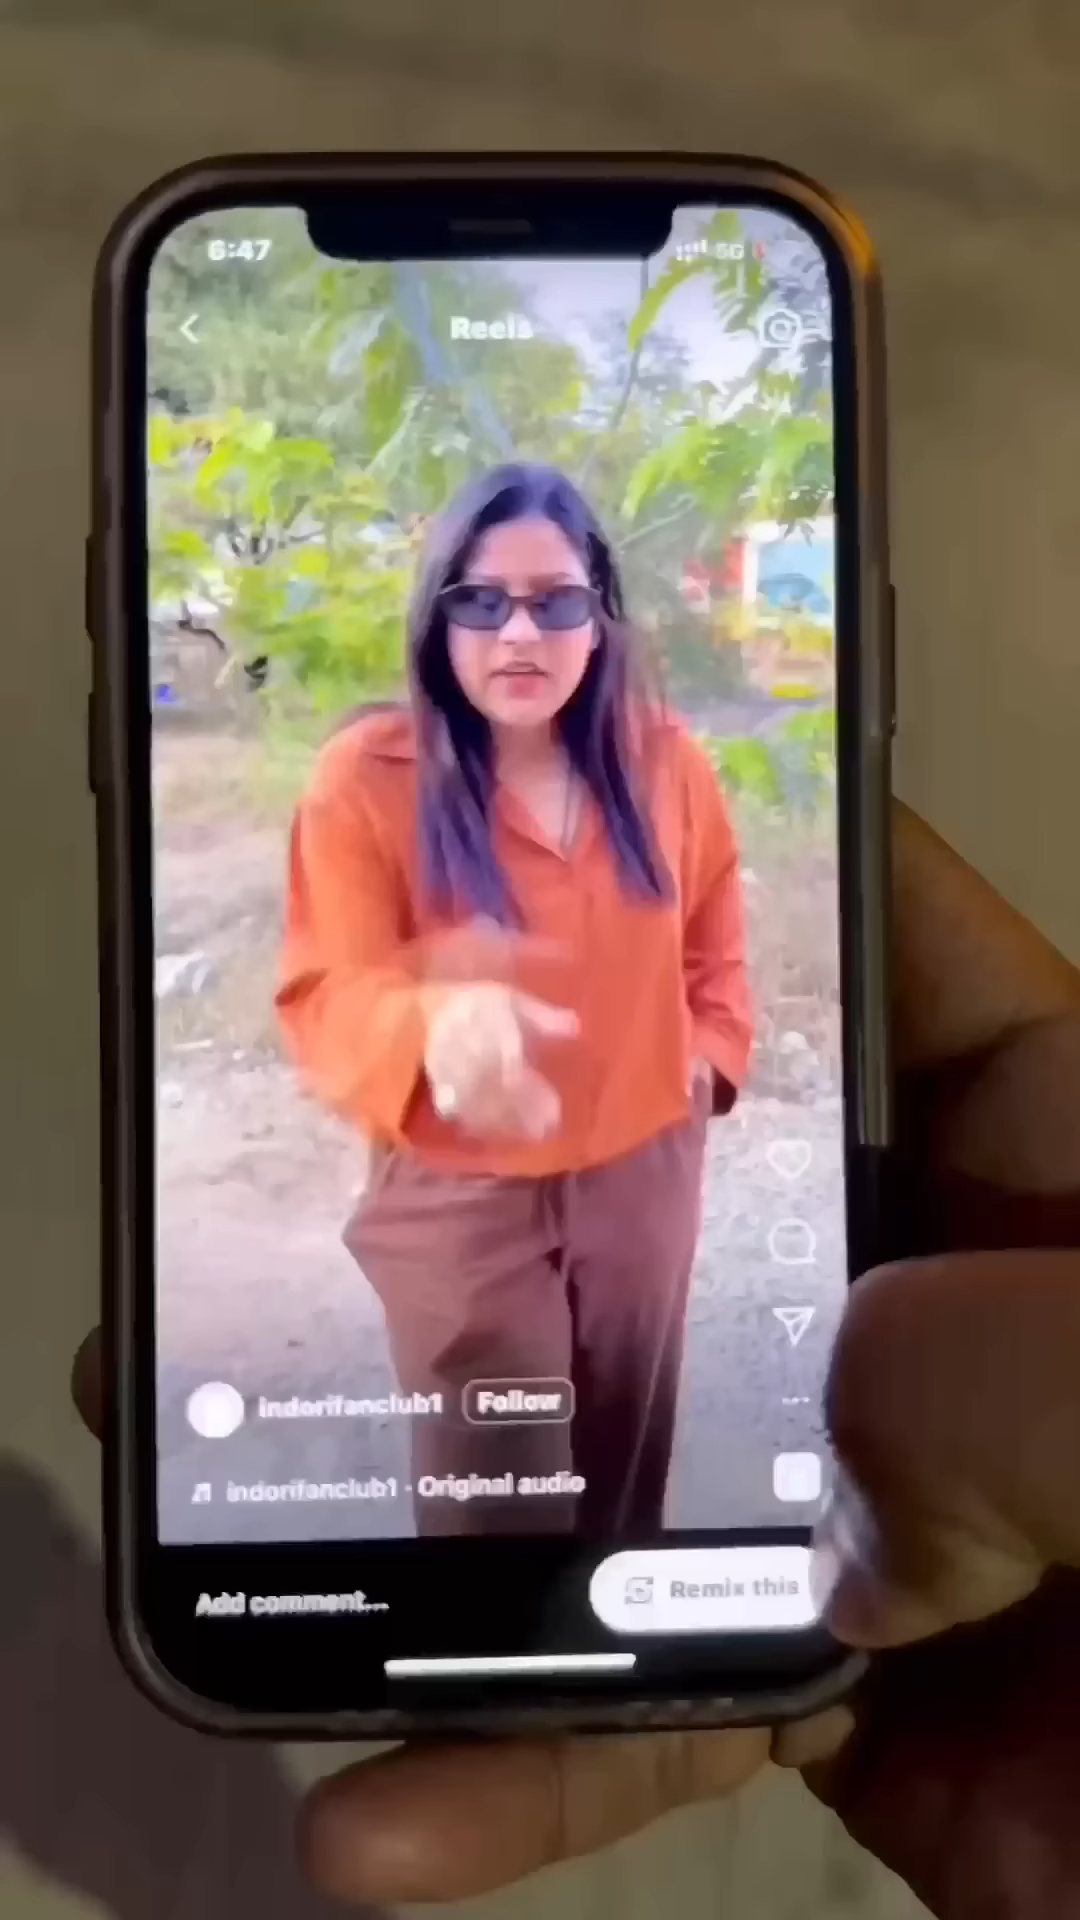 6:47
5G
Reels
indorifanclub1 Follow
indorifanclub1 · Original audio
Add comment...
Remix this